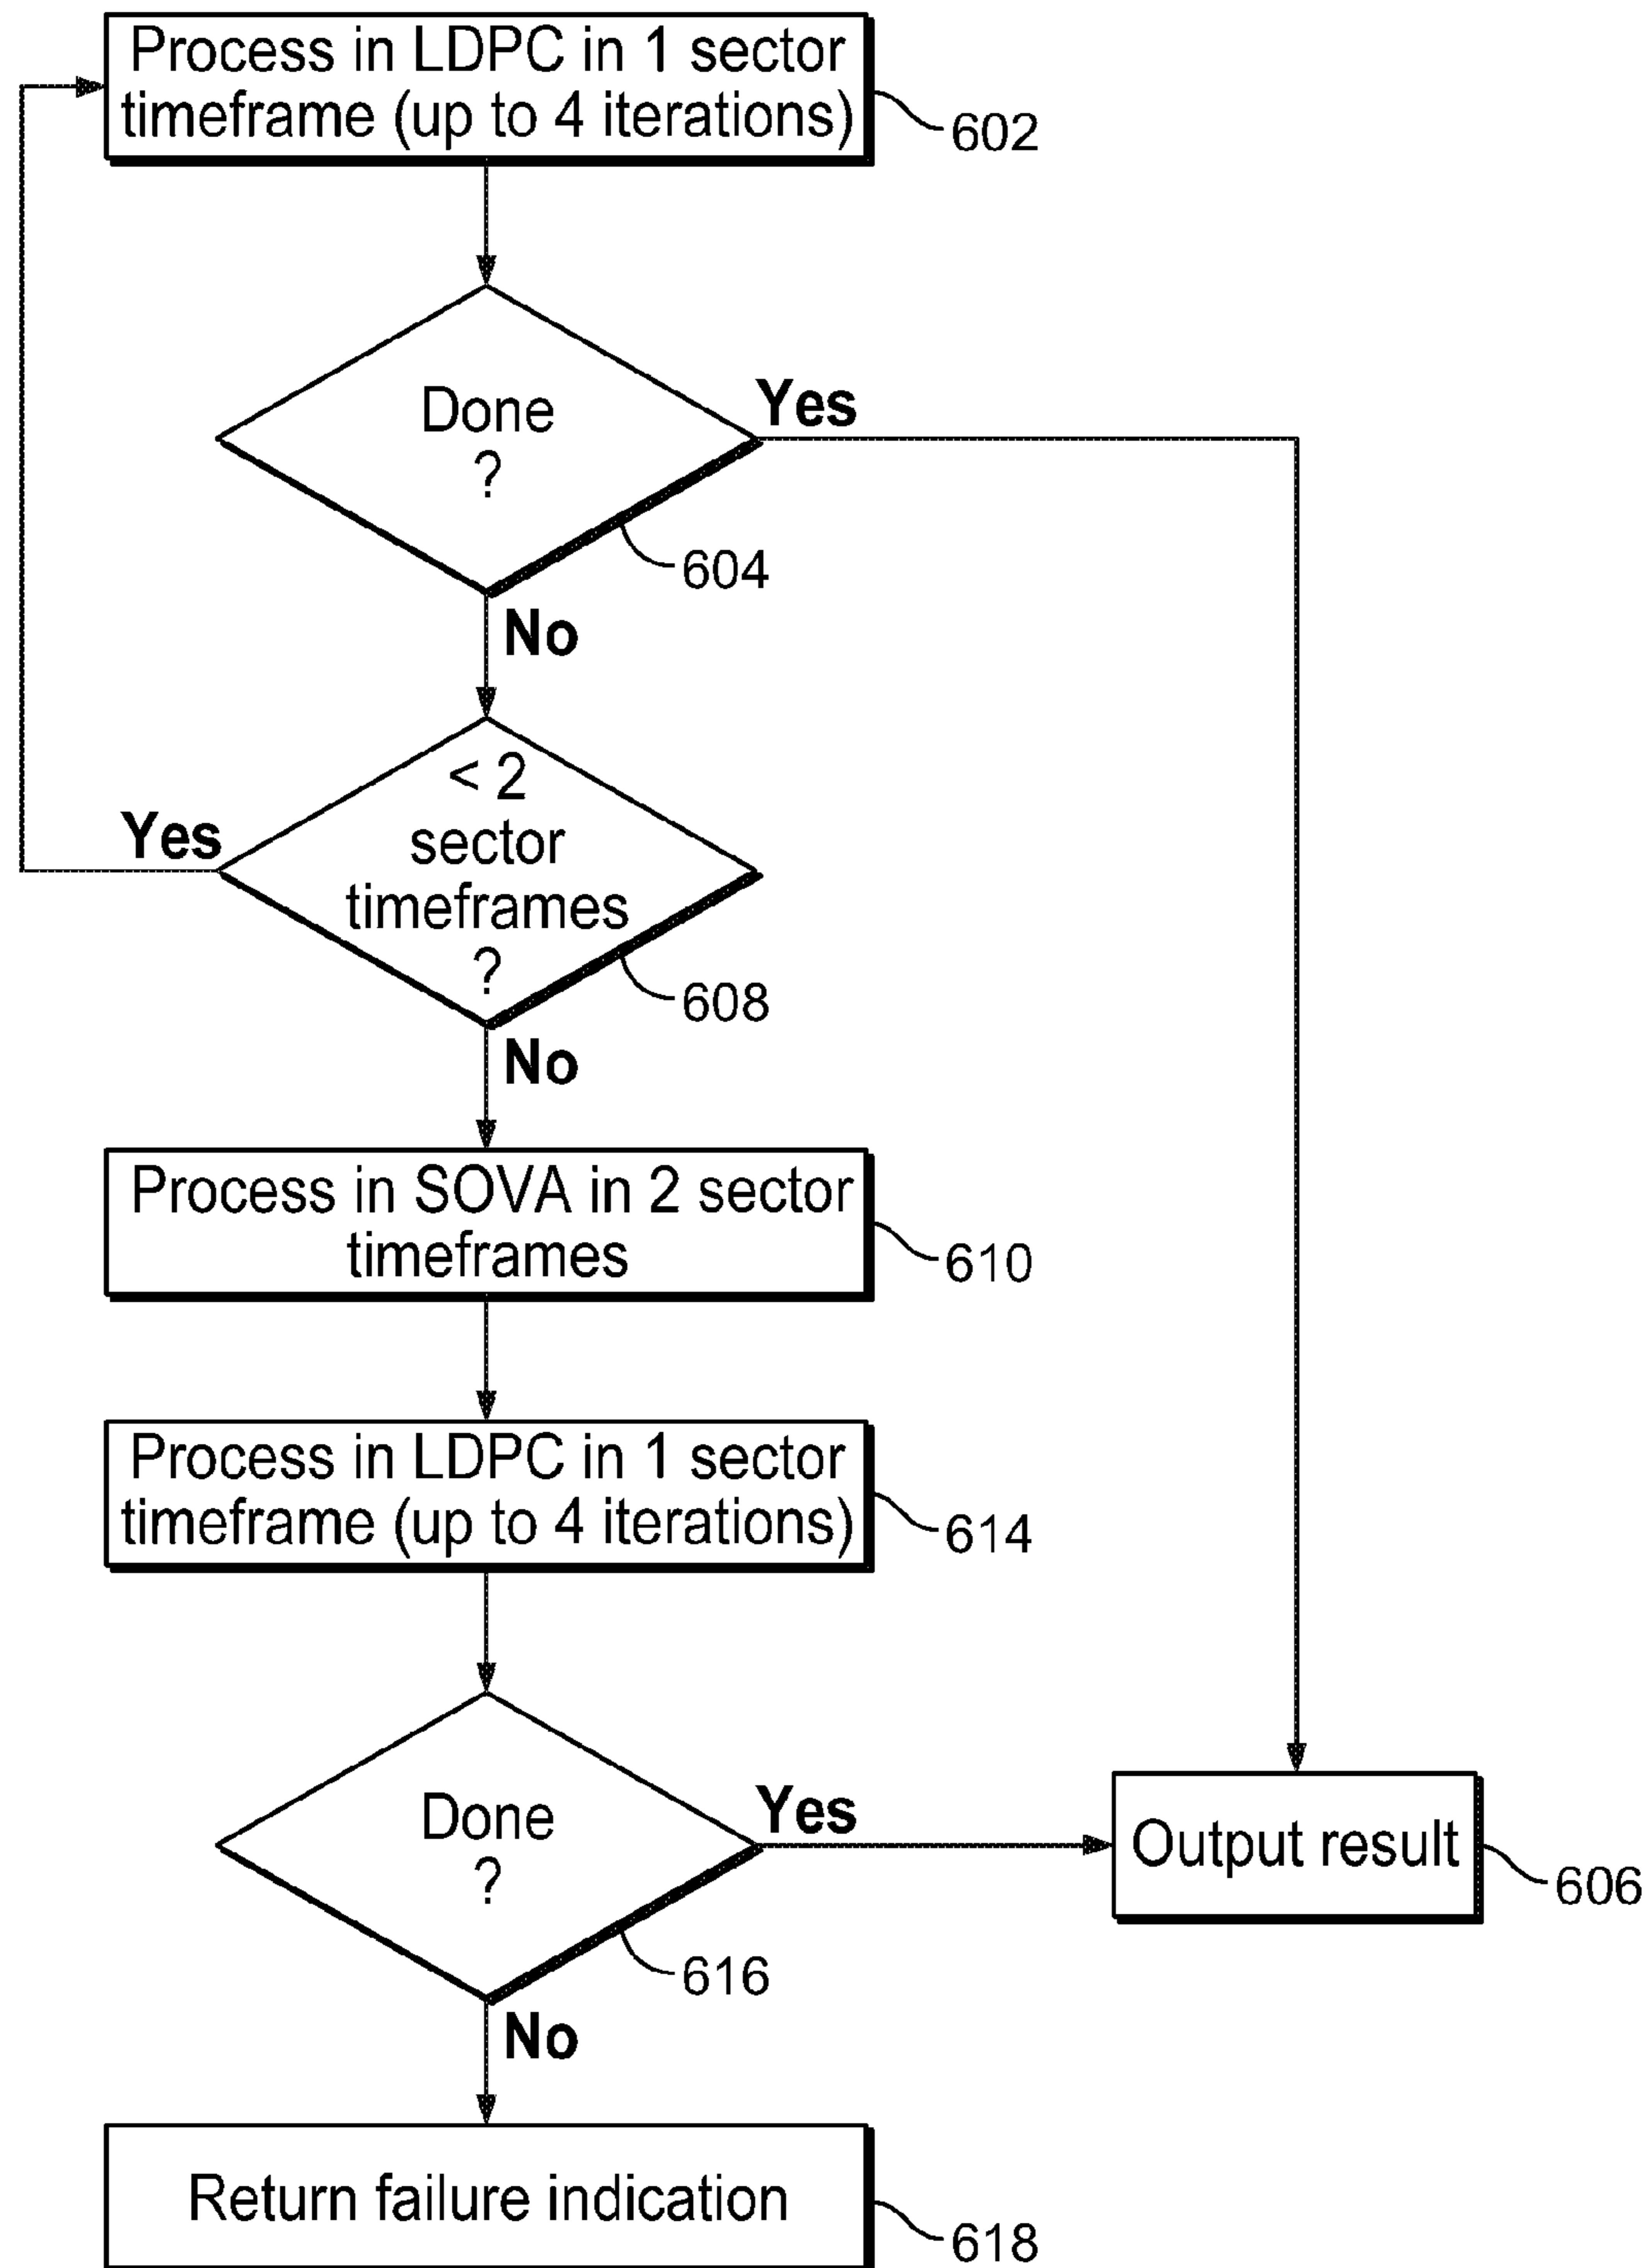 Process in LDPC in 1 sector
timeframe (up to 4 iterations)
602
Done
?
Yes
604
No
< 2
sector
timeframes
?
Yes
608
No
Process in SOVA in 2 sector
timeframes
610
Process in LDPC in 1 sector
timeframe (up to 4 iterations)
614
Done
?
Yes
Output result
606
616
No
Return failure indication
618